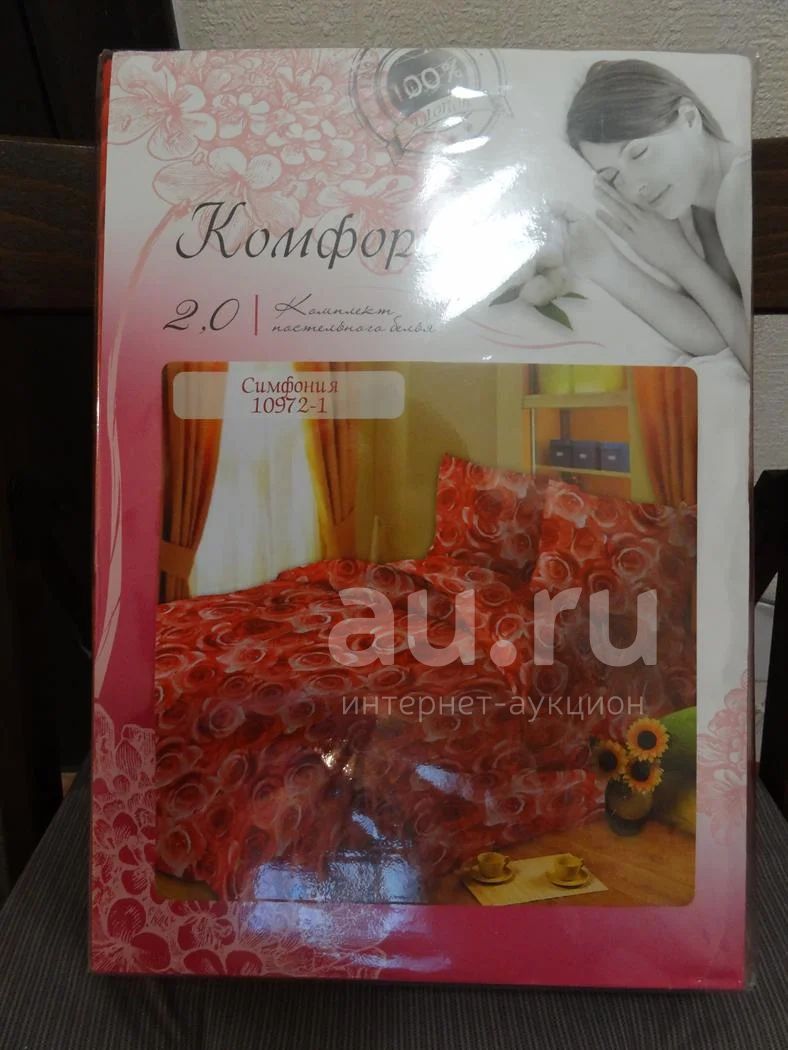 100%
Комфор
2,0
Комплект
постельного белья
Симфония
10972-1
au.ru
интернет-аукцион